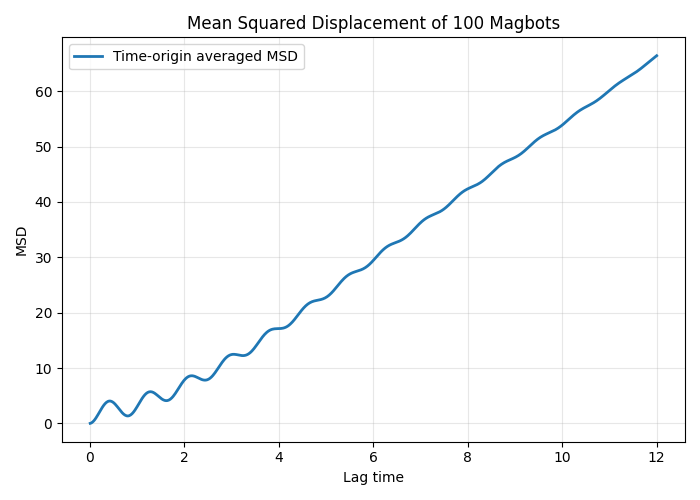 Mean Squared Displacement of 100 Magbots
Time-origin averaged MSD
MSD
60
50
40
30
20
10
0
0 2 4 6 8 10 12
Lag time